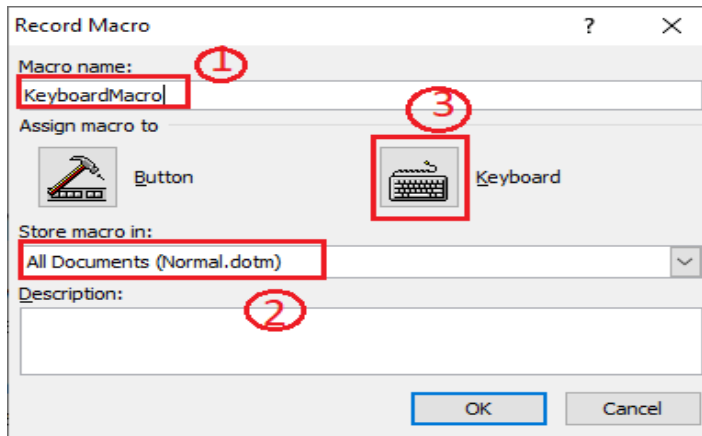 Record Macro ? ×
Macro name: 1
KeyboardMacro
3
Assign macro to
Button Keyboard
Store macro in:
All Documents (Normal.dotm)
Description: 2
OK Cancel